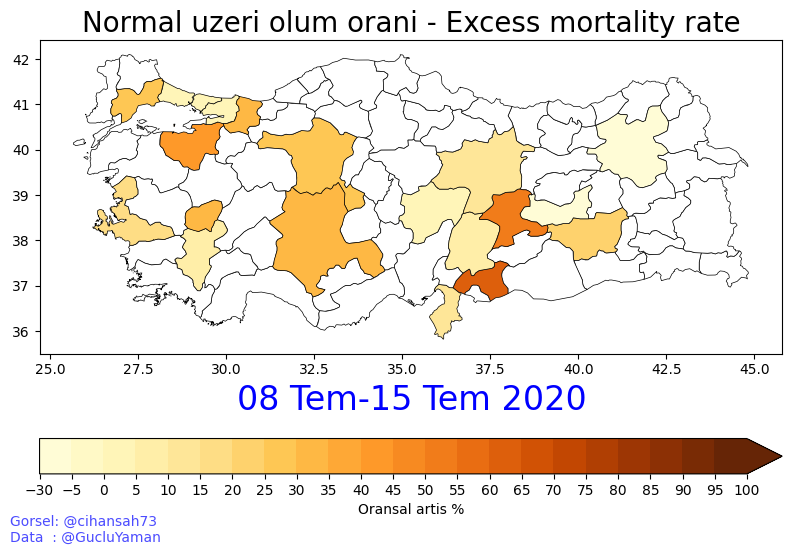 Normal uzeri olum orani - Excess mortality rate
42
41
40
39
38
37
36
25.0 27.5 30.0 32.5 35.0 37.5 40.0 42.5 45.0
08 Tem-15 Tem 2020
−30 −5 0 5 10 15 20 25 30 35 40 45 50 55 60 65 70 75 80 85 90 95 100
Oransal artis %
Gorsel: @cihansah73
Data  : @GucluYaman